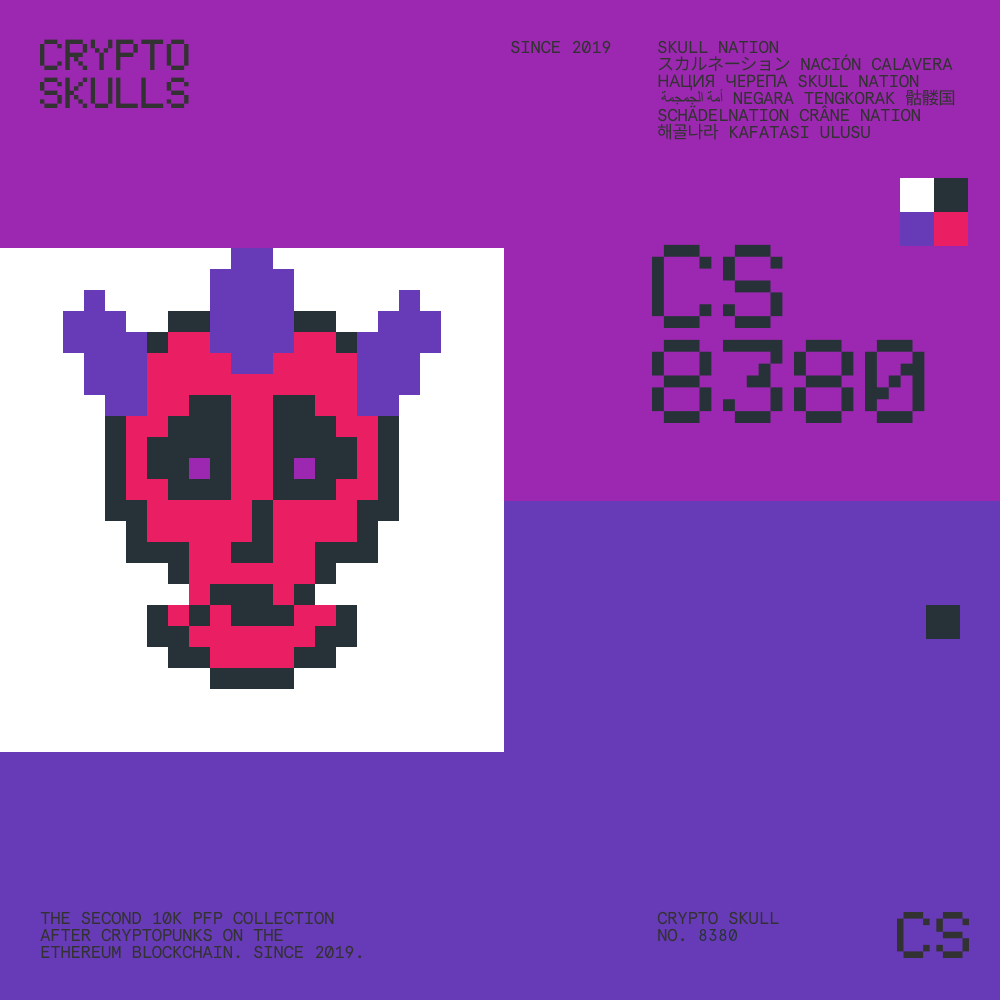 CRYPTO
SKULLS
SINCE 2019
SKULL NATION
スカルネーション NACIÓN CALAVERA
НАЦИЯ ЧЕРЕПА SKULL NATION
أمة الجمجمة NEGARA TENGKORAK 骷髅国
SCHÄDELNATION CRÂNE NATION
해골나라 KAFATASI ULUSU
CS
8380
THE SECOND 10K PFP COLLECTION
AFTER CRYPTOPUNKS ON THE
ETHEREUM BLOCKCHAIN. SINCE 2019.
CRYPTO SKULL
NO. 8380
CS